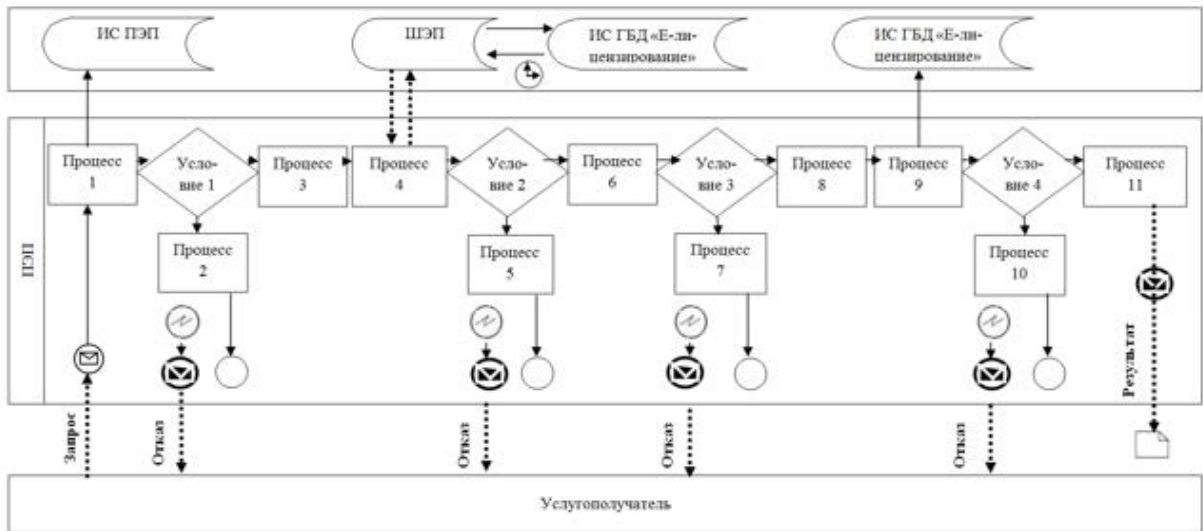 ИС ПЭП
ШЭП
ИС ГБД «Е-ли-
цензирование»
ИС ГБД «Е-ли-
цензирование»
ПЭП
Процесс
1
Усло-
вие 1
Процесс
3
Процесс
4
Усло-
вие 2
Процесс
6
Усло-
вие 3
Процесс
8
Процесс
9
Усло-
вие 4
Процесс
11
Процесс
2
Процесс
5
Процесс
7
Процесс
10
Запрос
Отказ
Отказ
Отказ
Отказ
Результат
Услугополучатель